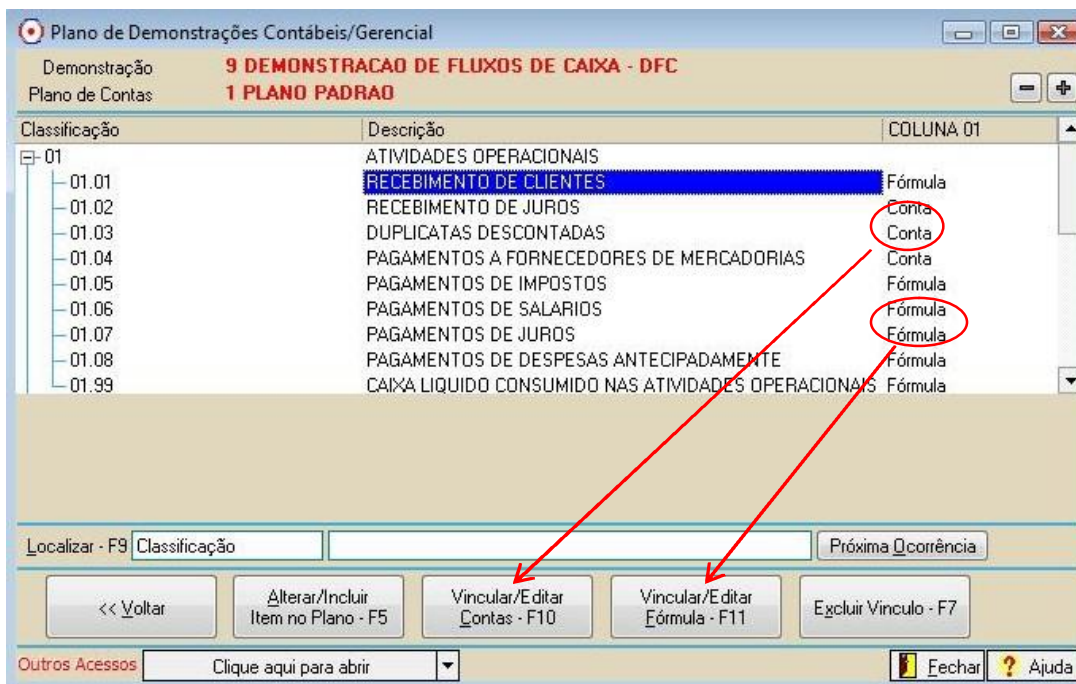 Plano de Demonstrações Contábeis/Gerencial
Demonstração 9 DEMONSTRACAO DE FLUXOS DE CAIXA - DFC
Plano de Contas 1 PLANO PADRAO
Classificação Descrição COLUNA 01
01 ATIVIDADES OPERACIONAIS
01.01 RECEBIMENTO DE CLIENTES Fórmula
01.02 RECEBIMENTO DE JUROS Conta
01.03 DUPLICATAS DESCONTADAS Conta
01.04 PAGAMENTOS A FORNECEDORES DE MERCADORIAS Conta
01.05 PAGAMENTOS DE IMPOSTOS Fórmula
01.06 PAGAMENTOS DE SALARIOS Fórmula
01.07 PAGAMENTOS DE JUROS Fórmula
01.08 PAGAMENTOS DE DESPESAS ANTECIPADAMENTE Fórmula
01.99 CAIXA LIQUIDO CONSUMIDO NAS ATIVIDADES OPERACIONAIS Fórmula
Localizar - F9 Classificação Próxima Ocorrência
<< Voltar
Alterar/Incluir
Item no Plano - F5
Vincular/Editar
Contas - F10
Vincular/Editar
Fórmula - F11
Excluir Vinculo - F7
Outros Acessos Clique aqui para abrir Fechar ? Ajuda